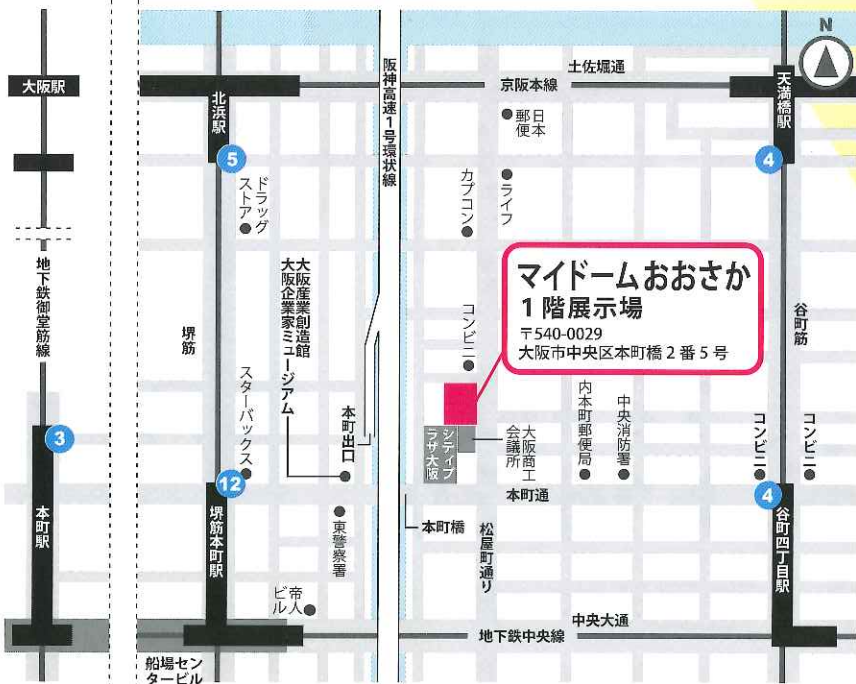 N
大阪駅
北浜駅
阪神高速1号環状線
京阪本線
土佐堀通
天満橋駅
日本
郵便
5
4
ドラッグ
ストア
カプコン
ライフ
マイドームおおさか
1階展示場
〒540-0029
大阪市中央区本町橋2番5号
地下鉄御堂筋線
堺筋
大阪産業創造館
大阪企業家ミュージアム
コンビニ
谷町筋
スターバックス
本町出口
シティプ
ラザ大阪
大阪商工
会議所
内本町郵便局
中央消防署
コンビニ
コンビニ
3
12
4
本町通
本町駅
堺筋本町駅
東警察署
本町橋
松屋町通り
谷町四丁目駅
帝人
ビル
中央大通
地下鉄中央線
船場セン
タービル